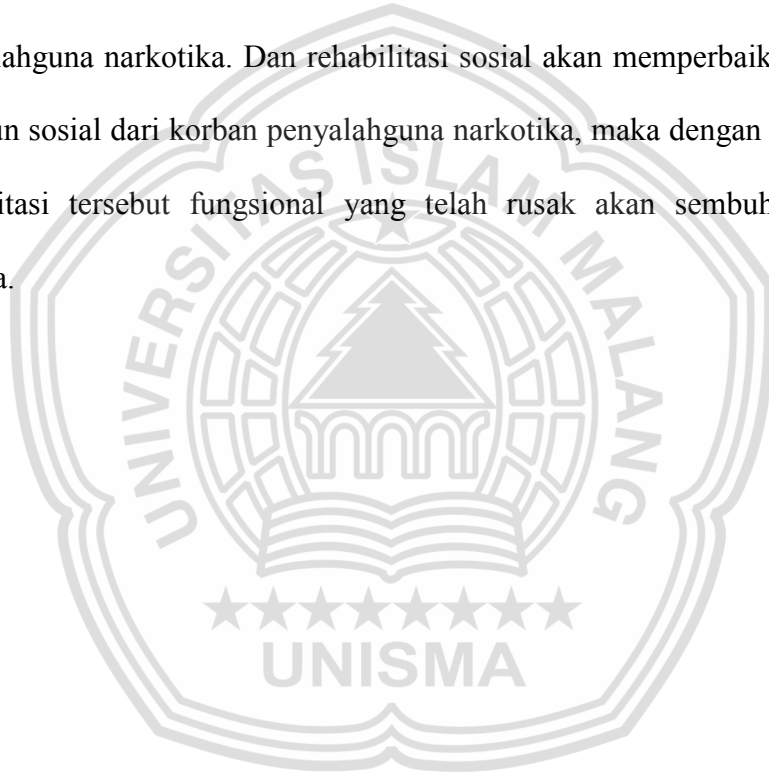 lahguna narkotika. Dan rehabilitasi sosial akan memperbaik
n sosial dari korban penyalahguna narkotika, maka dengan
itasi tersebut fungsional yang telah rusak akan sembuh
a.
UNIVERSITAS ISLAM MALANG
UNISMA